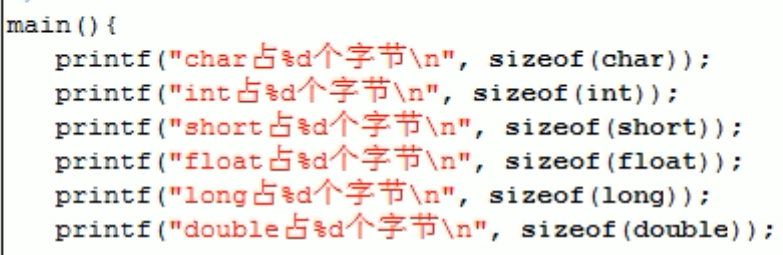 main(){
printf("char占%d个字节\n", sizeof(char));
printf("int占%d个字节\n", sizeof(int));
printf("short占%d个字节\n", sizeof(short));
printf("float占%d个字节\n", sizeof(float));
printf("long占%d个字节\n", sizeof(long));
printf("double占%d个字节\n", sizeof(double));